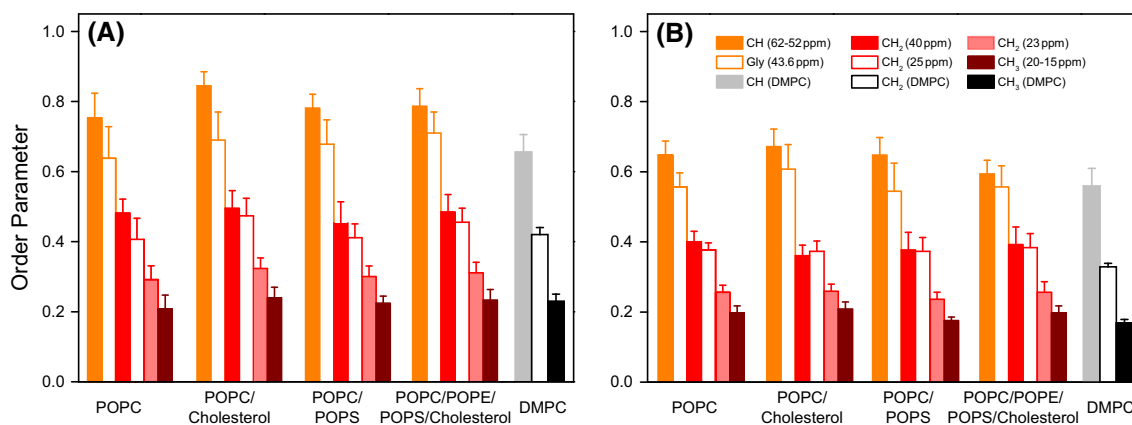 (A)
1.0
0.8
0.6
0.4
0.2
0.0
Order Parameter
POPC
POPC/
Cholesterol
POPC/
POPS
POPC/POPE/
POPS/Cholesterol
DMPC
(B)
1.0
0.8
0.6
0.4
0.2
0.0
CH (62-52 ppm)
CH₂ (40 ppm)
CH₂ (23 ppm)
Gly (43.6 ppm)
CH₂ (25 ppm)
CH₃ (20-15 ppm)
CH (DMPC)
CH₂ (DMPC)
CH₃ (DMPC)
POPC
POPC/
Cholesterol
POPC/
POPS
POPC/POPE/
POPS/Cholesterol
DMPC